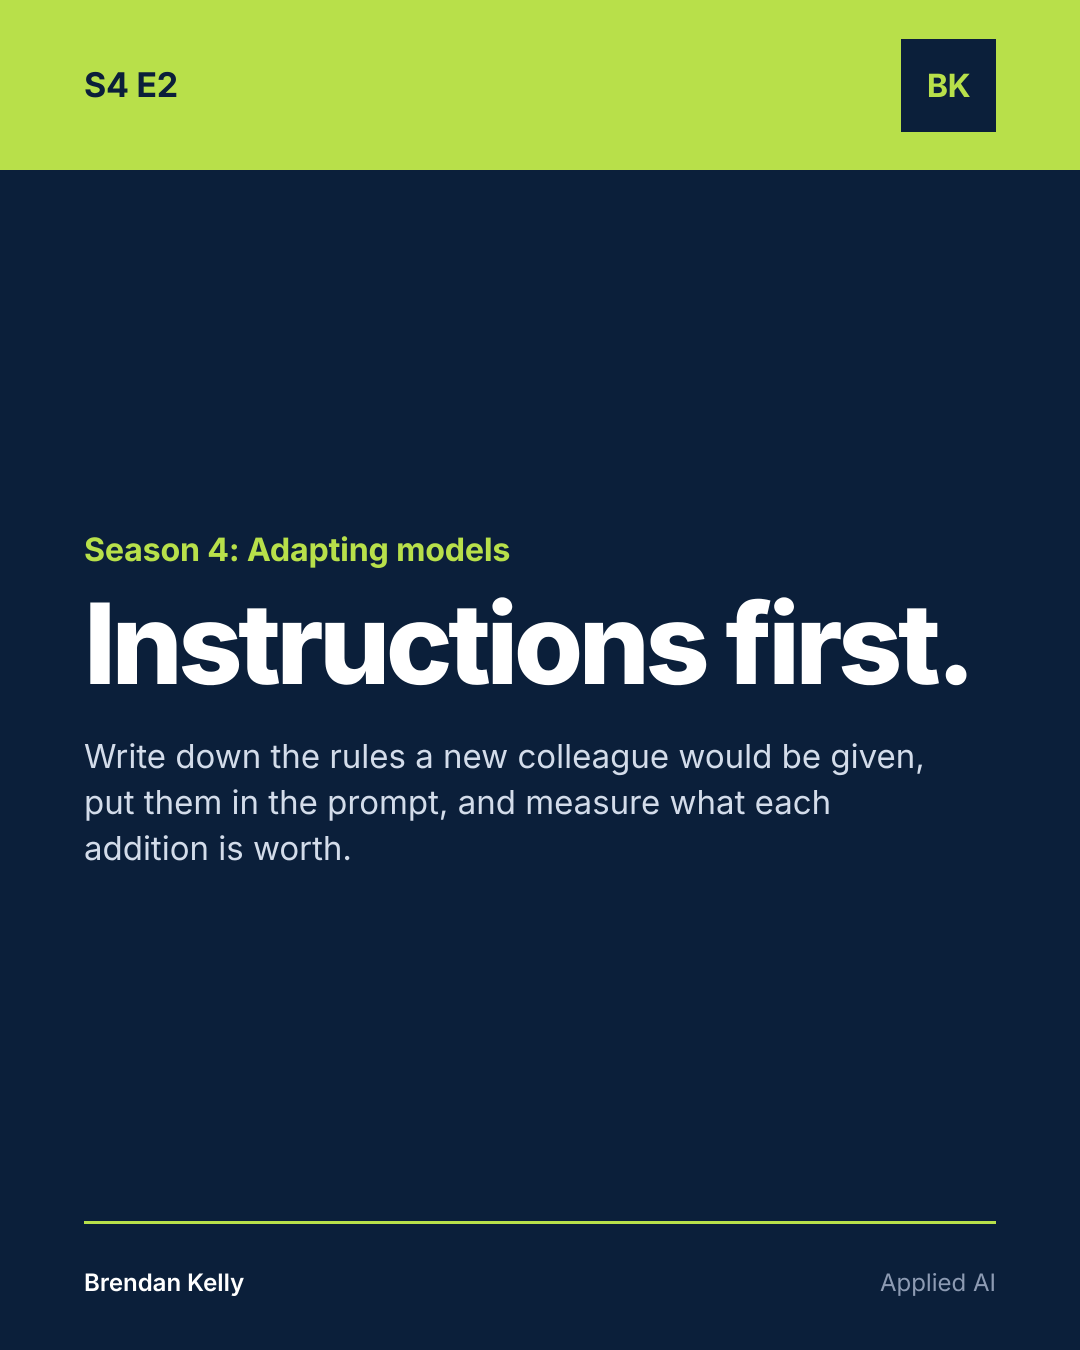 S4 E2
BK
Season 4: Adapting models
Instructions first.
Write down the rules a new colleague would be given,
put them in the prompt, and measure what each
addition is worth.
Brendan Kelly
Applied AI